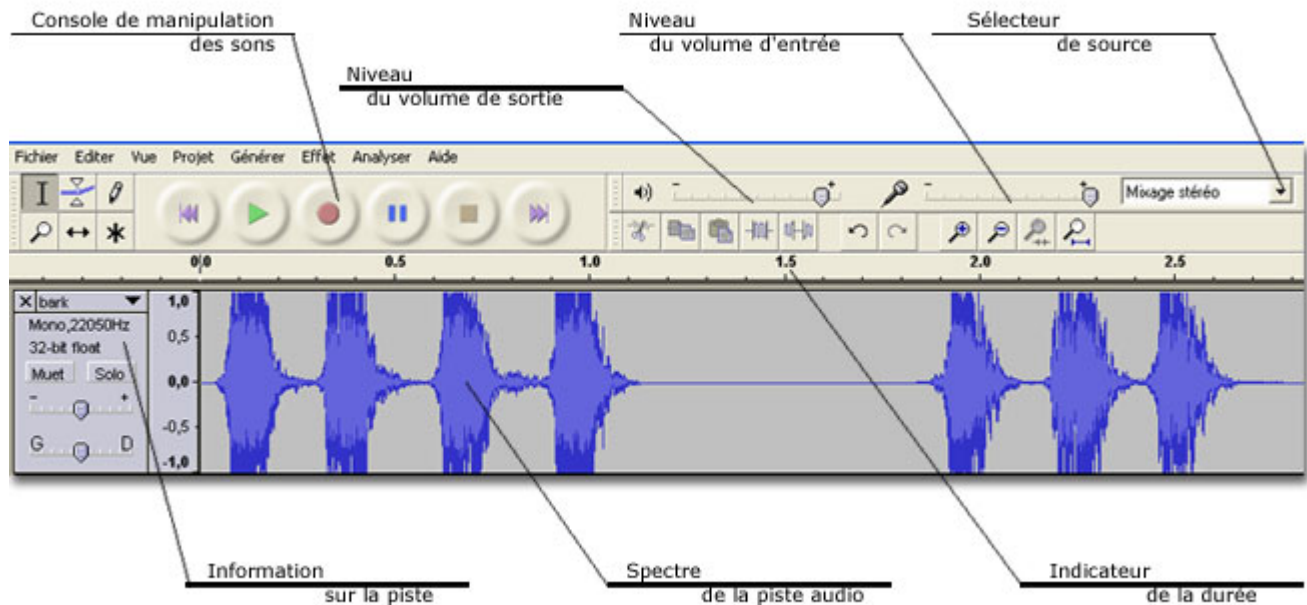 Console de manipulation
des sons
Niveau
du volume d'entrée
Sélecteur
de source
Niveau
du volume de sortie
Fichier Editer Vue Projet Générer Effet Analyser Aide
Mixage stéréo
0,0 0.5 1.0 1.5 2.0 2.5
bark
Mono,22050Hz
32-bit float
Muet Solo
- +
G D
1,0
0,5
0,0
-0,5
-1,0
Information
sur la piste
Spectre
de la piste audio
Indicateur
de la durée